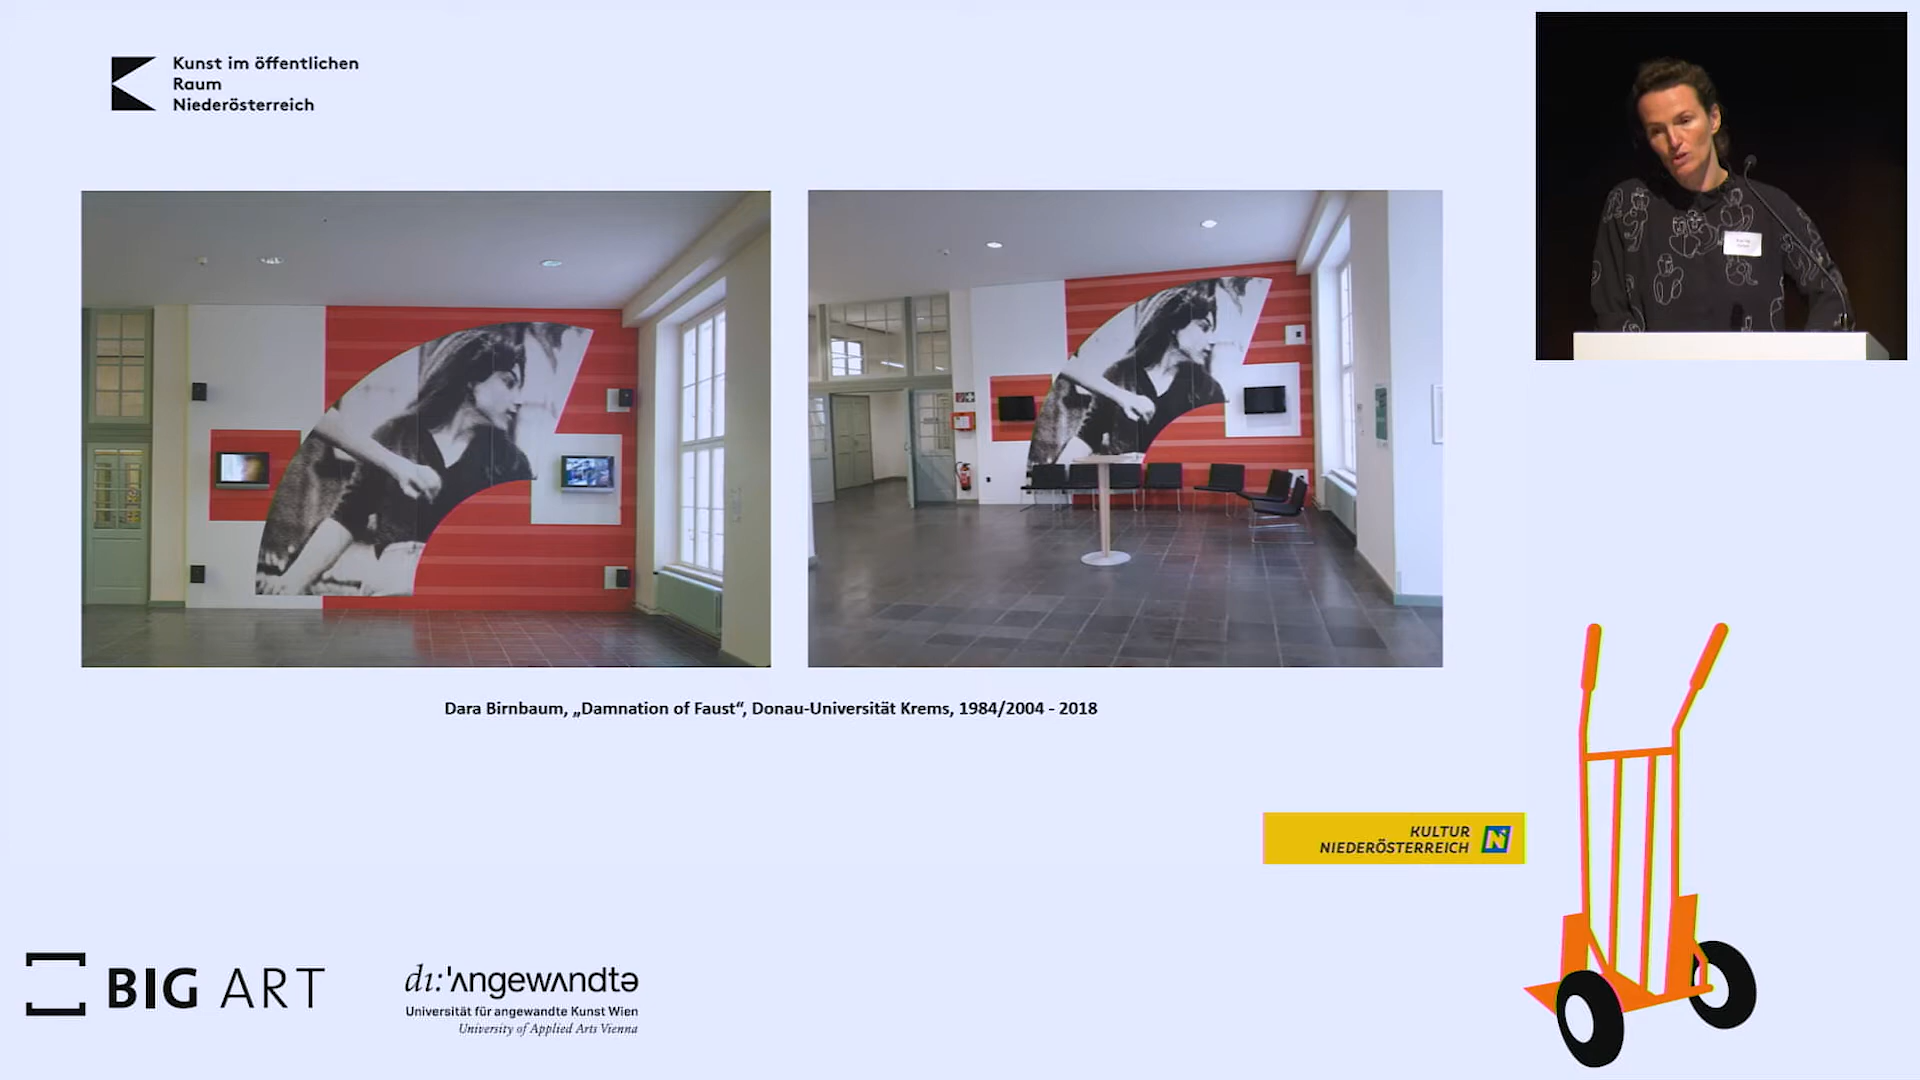 Kunst im öffentlichen
Raum
Niederösterreich
Dara Birnbaum, „Damnation of Faust“, Donau-Universität Krems, 1984/2004 - 2018
KULTUR
NIEDERÖSTERREICH
BIG ART
dı:ˈʌngewʌndtə
Universität für angewandte Kunst Wien
University of Applied Arts Vienna